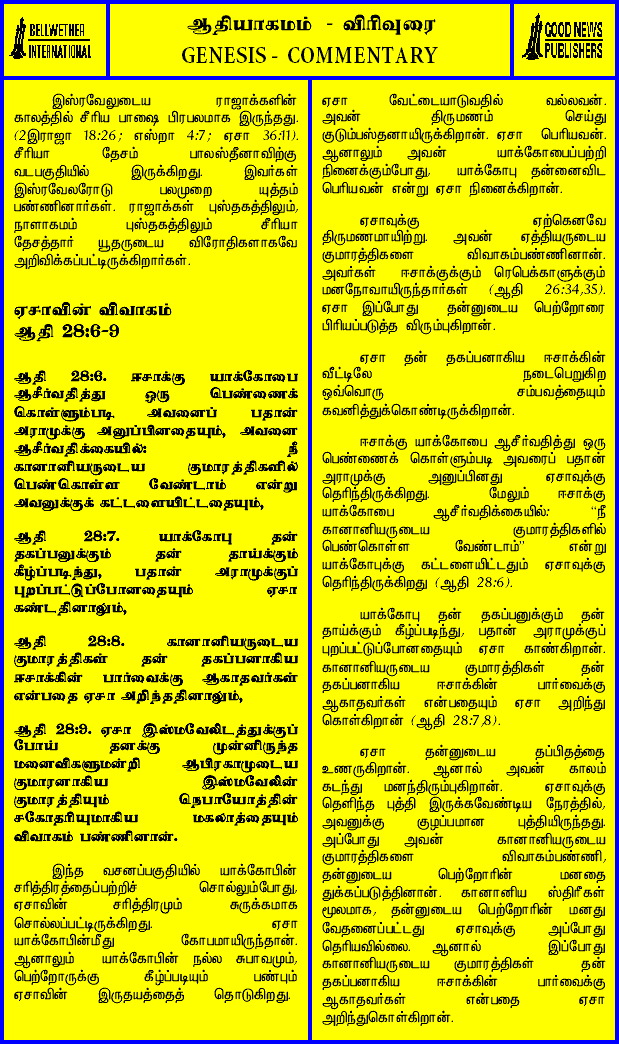 BELLWETHER
INTERNATIONAL
ஆதியாகமம் - விரிவுரை
GENESIS - COMMENTARY
GOOD NEWS
PUBLISHERS
இஸ்ரவேலுடைய ராஜாக்களின்
காலத்தில் சீரிய பாஷை பிரபலமாக இருந்தது.
(2இராஜா 18:26; எஸ்றா 4:7; ஏசா 36:11).
சீரியா தேசம் பாலஸ்தீனாவிற்கு
வடபகுதியில் இருக்கிறது. இவர்கள்
இஸ்ரவேலரோடு பலமுறை யுத்தம்
பண்ணினார்கள். ராஜாக்கள் புஸ்தகத்திலும்,
நாளாகமம் புஸ்தகத்திலும் சீரியா
தேசத்தார் யூதருடைய விரோதிகளாகவே
அறிவிக்கப்பட்டிருக்கிறார்கள்.
ஏசாவின் விவாகம்
ஆதி 28:6-9
ஆதி 28:6. ஈசாக்கு யாக்கோபை
ஆசீர்வதித்து ஒரு பெண்ணைக்
கொள்ளும்படி அவனைப் பதான்
அராமுக்கு அனுப்பினதையும், அவனை
ஆசீர்வதிக்கையில்: நீ
கானானியருடைய குமாரத்திகளில்
பெண்கொள்ள வேண்டாம் என்று
அவனுக்குக் கட்டளையிட்டதையும்,
ஆதி 28:7. யாக்கோபு தன்
தகப்பனுக்கும் தன் தாய்க்கும்
கீழ்ப்படிந்து, பதான் அராமுக்குப்
புறப்பட்டுப்போனதையும் ஏசா
கண்டதினாலும்,
ஆதி 28:8. கானானியருடைய
குமாரத்திகள் தன் தகப்பனாகிய
ஈசாக்கின் பார்வைக்கு ஆகாதவர்கள்
என்பதை ஏசா அறிந்ததினாலும்,
ஆதி 28:9. ஏசா இஸ்மவேலிடத்துக்குப்
போய் தனக்கு முன்னிருந்த
மனைவிகளுமன்றி ஆபிரகாமுடைய
குமாரனாகிய இஸ்மவேலின்
குமாரத்தியும் நெபாயோத்தின்
சகோதரியுமாகிய மகலாத்தையும்
விவாகம் பண்ணினான்.
இந்த வசனப்பகுதியில் யாக்கோபின்
சரித்திரத்தைப்பற்றிச் சொல்லும்போது,
ஏசாவின் சரித்திரமும் சுருக்கமாக
சொல்லப்பட்டிருக்கிறது. ஏசா
யாக்கோபின்மீது கோபமாயிருந்தான்.
ஆனாலும் யாக்கோபின் நல்ல சுபாவமும்,
பெற்றோருக்கு கீழ்ப்படியும் பண்பும்
ஏசாவின் இருதயத்தைத் தொடுகிறது.
ஏசா வேட்டையாடுவதில் வல்லவன்.
அவன் திருமணம் செய்து
குடும்பஸ்தனாயிருக்கிறான். ஏசா பெரியவன்.
ஆனாலும் அவன் யாக்கோபைப்பற்றி
நினைக்கும்போது, யாக்கோபு தன்னைவிட
பெரியவன் என்று ஏசா நினைக்கிறான்.
ஏசாவுக்கு ஏற்கெனவே
திருமணமாயிற்று. அவன் ஏத்தியருடைய
குமாரத்திகளை விவாகம்பண்ணினான்.
அவர்கள் ஈசாக்குக்கும் ரெபெக்காளுக்கும்
மனநோவாயிருந்தார்கள் (ஆதி 26:34,35).
ஏசா இப்போது தன்னுடைய பெற்றோரை
பிரியப்படுத்த விரும்புகிறான்.
ஏசா தன் தகப்பனாகிய ஈசாக்கின்
வீட்டிலே நடைபெறுகிற
ஒவ்வொரு சம்பவத்தையும்
கவனித்துக்கொண்டிருக்கிறான்.
ஈசாக்கு யாக்கோபை ஆசீர்வதித்து ஒரு
பெண்ணைக் கொள்ளும்படி அவரைப் பதான்
அராமுக்கு அனுப்பினது ஏசாவுக்கு
தெரிந்திருக்கிறது. மேலும் ஈசாக்கு
யாக்கோபை ஆசீர்வதிக்கையில்: “நீ
கானானியருடைய குமாரத்திகளில்
பெண்கொள்ள வேண்டாம்” என்று
யாக்கோபுக்கு கட்டளையிட்டதும் ஏசாவுக்கு
தெரிந்திருக்கிறது (ஆதி 28:6).
யாக்கோபு தன் தகப்பனுக்கும் தன்
தாய்க்கும் கீழ்ப்படிந்து, பதான் அராமுக்குப்
புறப்பட்டுப்போனதையும் ஏசா காண்கிறான்.
கானானியருடைய குமாரத்திகள் தன்
தகப்பனாகிய ஈசாக்கின் பார்வைக்கு
ஆகாதவர்கள் என்பதையும் ஏசா அறிந்து
கொள்கிறான் (ஆதி 28:7,8).
ஏசா தன்னுடைய தப்பிதத்தை
உணருகிறான். ஆனால் அவன் காலம்
கடந்து மனந்திரும்புகிறான். ஏசாவுக்கு
தெளிந்த புத்தி இருக்கவேண்டிய நேரத்தில்,
அவனுக்கு குழப்பமான புத்தியிருந்தது.
அப்போது அவன் கானானியருடைய
குமாரத்திகளை விவாகம்பண்ணி,
தன்னுடைய பெற்றோரின் மனதை
துக்கப்படுத்தினான். கானானிய ஸ்திரீகள்
மூலமாக, தன்னுடைய பெற்றோரின் மனது
வேதனைப்பட்டது ஏசாவுக்கு அப்போது
தெரியவில்லை. ஆனால் இப்போது
கானானியருடைய குமாரத்திகள் தன்
தகப்பனாகிய ஈசாக்கின் பார்வைக்கு
ஆகாதவர்கள் என்பதை ஏசா
அறிந்துகொள்கிறான்.